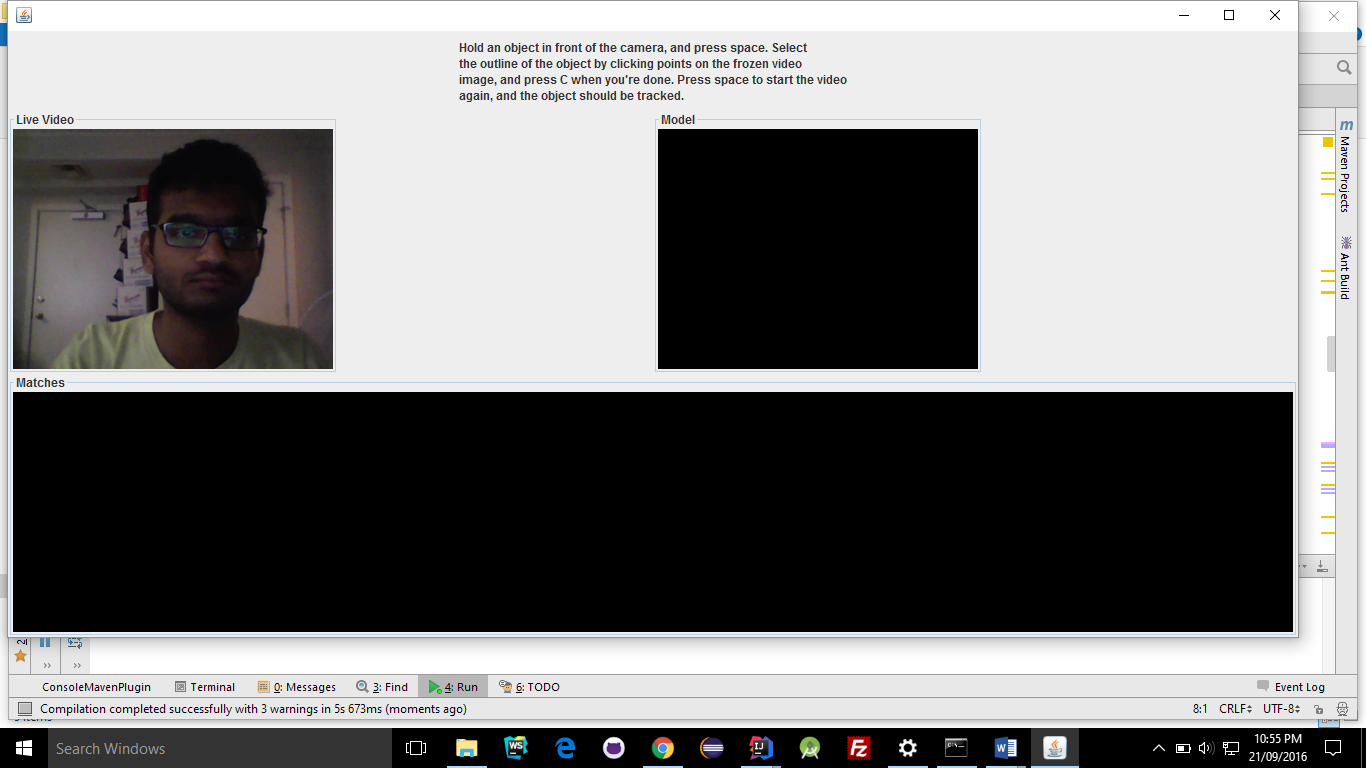 Hold an object in front of the camera, and press space. Select
the outline of the object by clicking points on the frozen video
image, and press C when you're done. Press space to start the video
again, and the object should be tracked.
Live Video
Model
Matches
Maven Projects
Ant Build
ConsoleMavenPlugin
Terminal
0: Messages
3: Find
4: Run
6: TODO
Event Log
Compilation completed successfully with 3 warnings in 5s 673ms (moments ago)
8:1
CRLF
UTF-8
Search Windows
WS
IJ
FZ
10:55 PM
21/09/2016